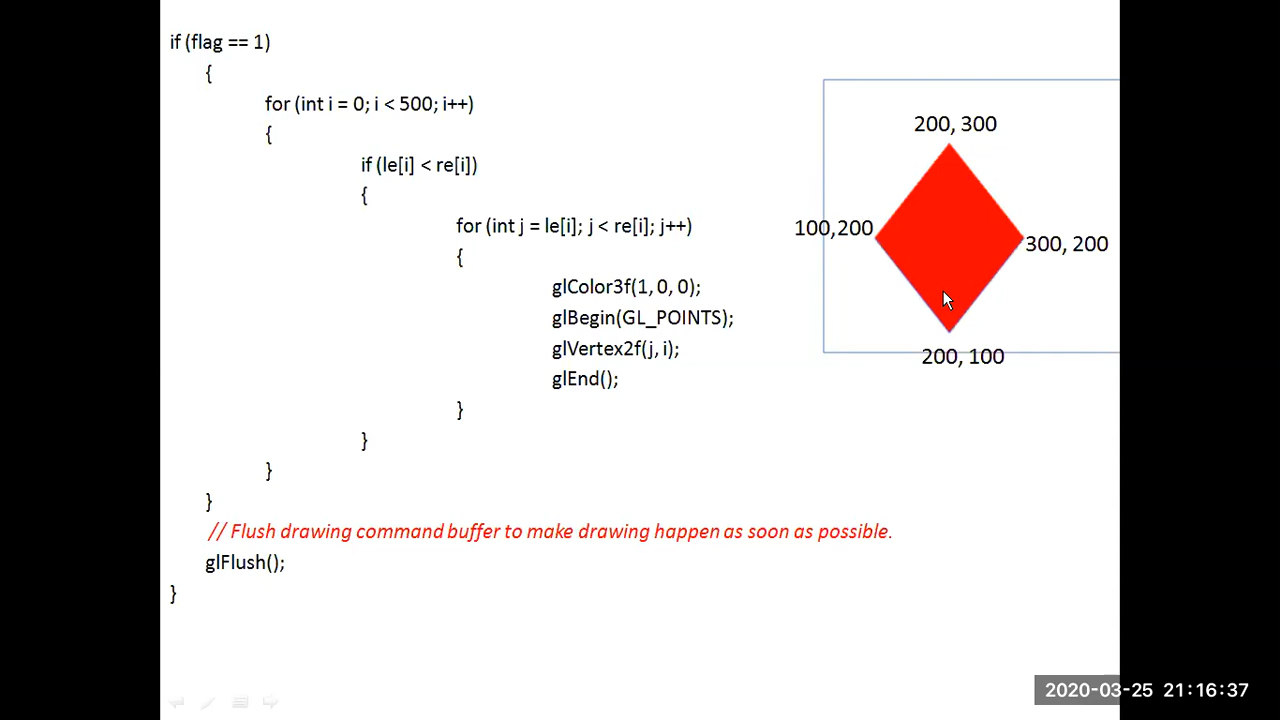 if (flag == 1)
{
for (int i = 0; i < 500; i++)
{
if (le[i] < re[i])
{
for (int j = le[i]; j < re[i]; j++)
{
glColor3f(1, 0, 0);
glBegin(GL_POINTS);
glVertex2f(j, i);
glEnd();
}
}
}
}
// Flush drawing command buffer to make drawing happen as soon as possible.
glFlush();
}
200, 300
100,200
300, 200
200, 100
2020-03-25 21:16:37